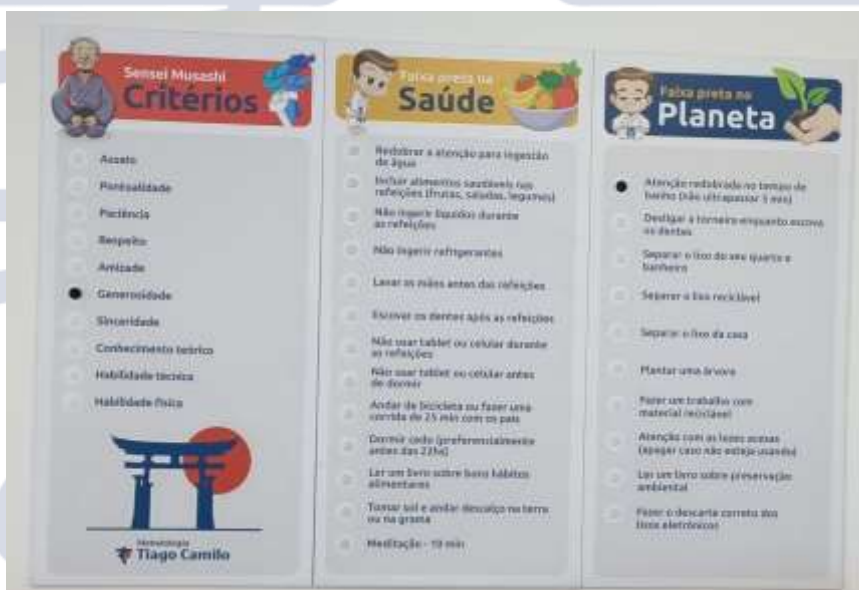 Sensei Musashi
Critérios
Asseio
Pontualidade
Paciência
Respeito
Amizade
Generosidade
Sinceridade
Conhecimento teórico
Habilidade técnica
Habilidade física
Metodologia
Tiago Camilo
Faixa preta na
Saúde
Redobrar a atenção para ingestão
de água
Incluir alimentos saudáveis nas
refeições (frutas, saladas, legumes)
Não ingerir líquidos durante
as refeições
Não ingerir refrigerantes
Lavar as mãos antes das refeições
Escovar os dentes após as refeições
Não usar tablet ou celular durante
as refeições
Não usar tablet ou celular antes
de dormir
Andar de bicicleta ou fazer uma
corrida de 25 min com os pais
Dormir cedo (preferencialmente
antes das 22hs)
Ler um livro sobre bons hábitos
alimentares
Tomar sol e andar descalço na terra
ou na grama
Meditação - 10 min
Faixa preta no
Planeta
Atenção redobrada no tempo de
banho (não ultrapassar 5 min)
Desligar a torneira enquanto escova
os dentes
Separar o lixo do seu quarto e
banheiro
Separar o lixo reciclável
Separar o lixo da casa
Plantar uma árvore
Fazer um trabalho com
material reciclável
Atenção com as luzes acesas
(apagar caso não esteja usando)
Ler um livro sobre preservação
ambiental
Fazer o descarte correto dos
lixos eletrônicos